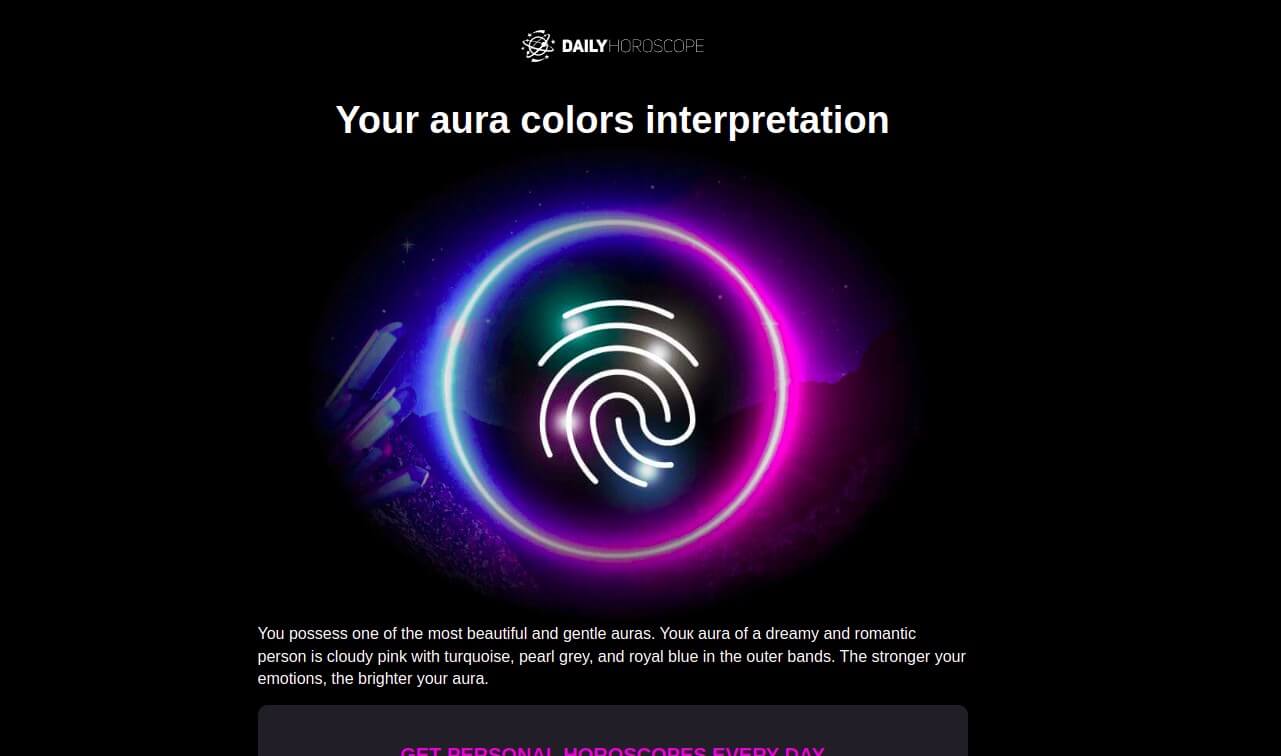 DAILYHOROSCOPE
Your aura colors interpretation
You possess one of the most beautiful and gentle auras. Youк aura of a dreamy and romantic
person is cloudy pink with turquoise, pearl grey, and royal blue in the outer bands. The stronger your
emotions, the brighter your aura.
GET PERSONAL HOROSCOPES EVERY DAY